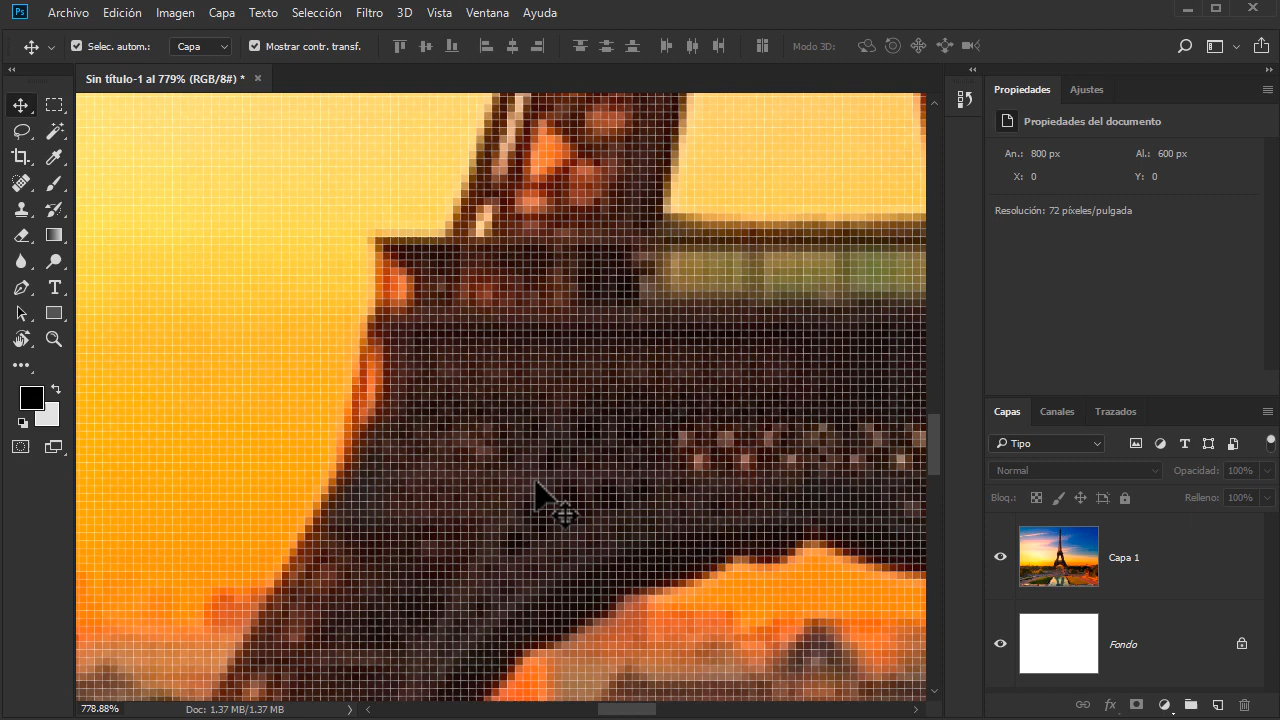 Ps Archivo Edición Imagen Capa Texto Selección Filtro 3D Vista Ventana Ayuda
Selec. autom.: Capa Mostrar contr. transf. Modo 3D:
Sin título-1 al 779% (RGB/8#) *
Propiedades Ajustes
Propiedades del documento
An.: 800 px Al.: 600 px
X: 0 Y: 0
Resolución: 72 píxeles/pulgada
Capas Canales Trazados
Tipo
Normal Opacidad: 100%
Bloq.: Relleno: 100%
Capa 1
Fondo
778.88% Doc: 1.37 MB/1.37 MB